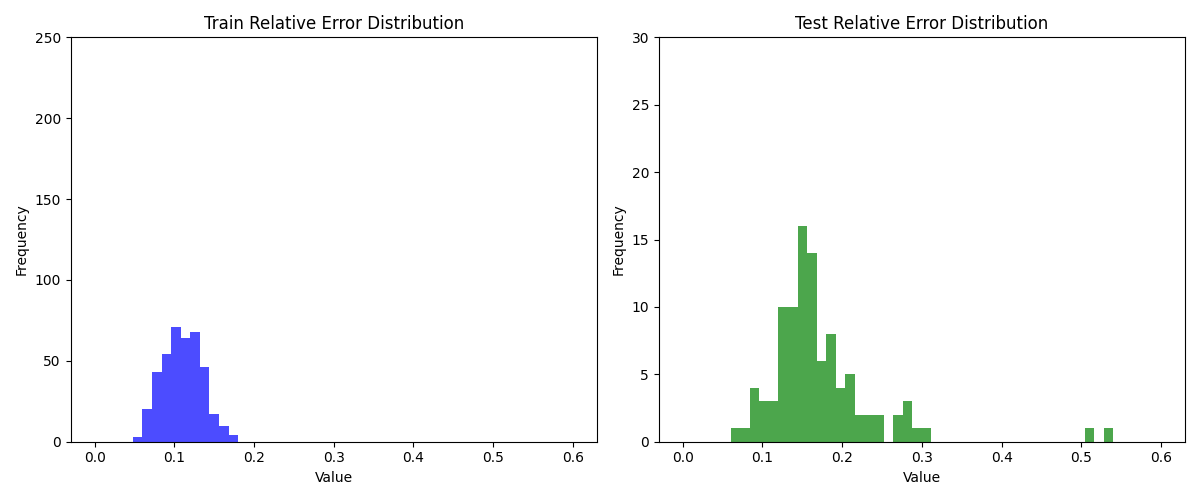 Train Relative Error Distribution
250
200
150
100
50
0
Frequency
0.0 0.1 0.2 0.3 0.4 0.5 0.6
Value
Test Relative Error Distribution
30
25
20
15
10
5
0
Frequency
0.0 0.1 0.2 0.3 0.4 0.5 0.6
Value